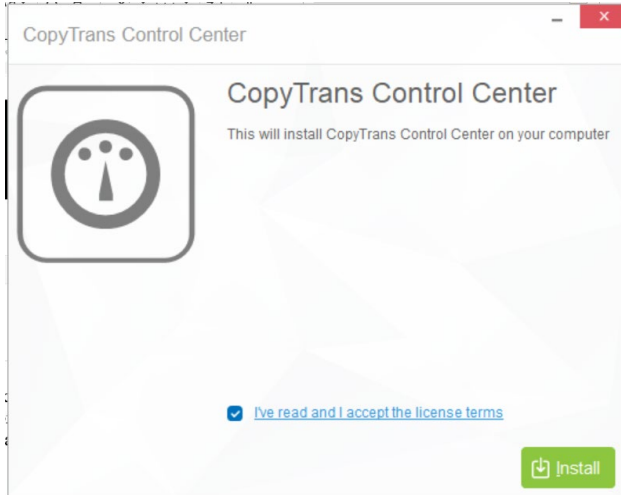 CopyTrans Control Center
CopyTrans Control Center
This will install CopyTrans Control Center on your computer
I've read and I accept the license terms
Install